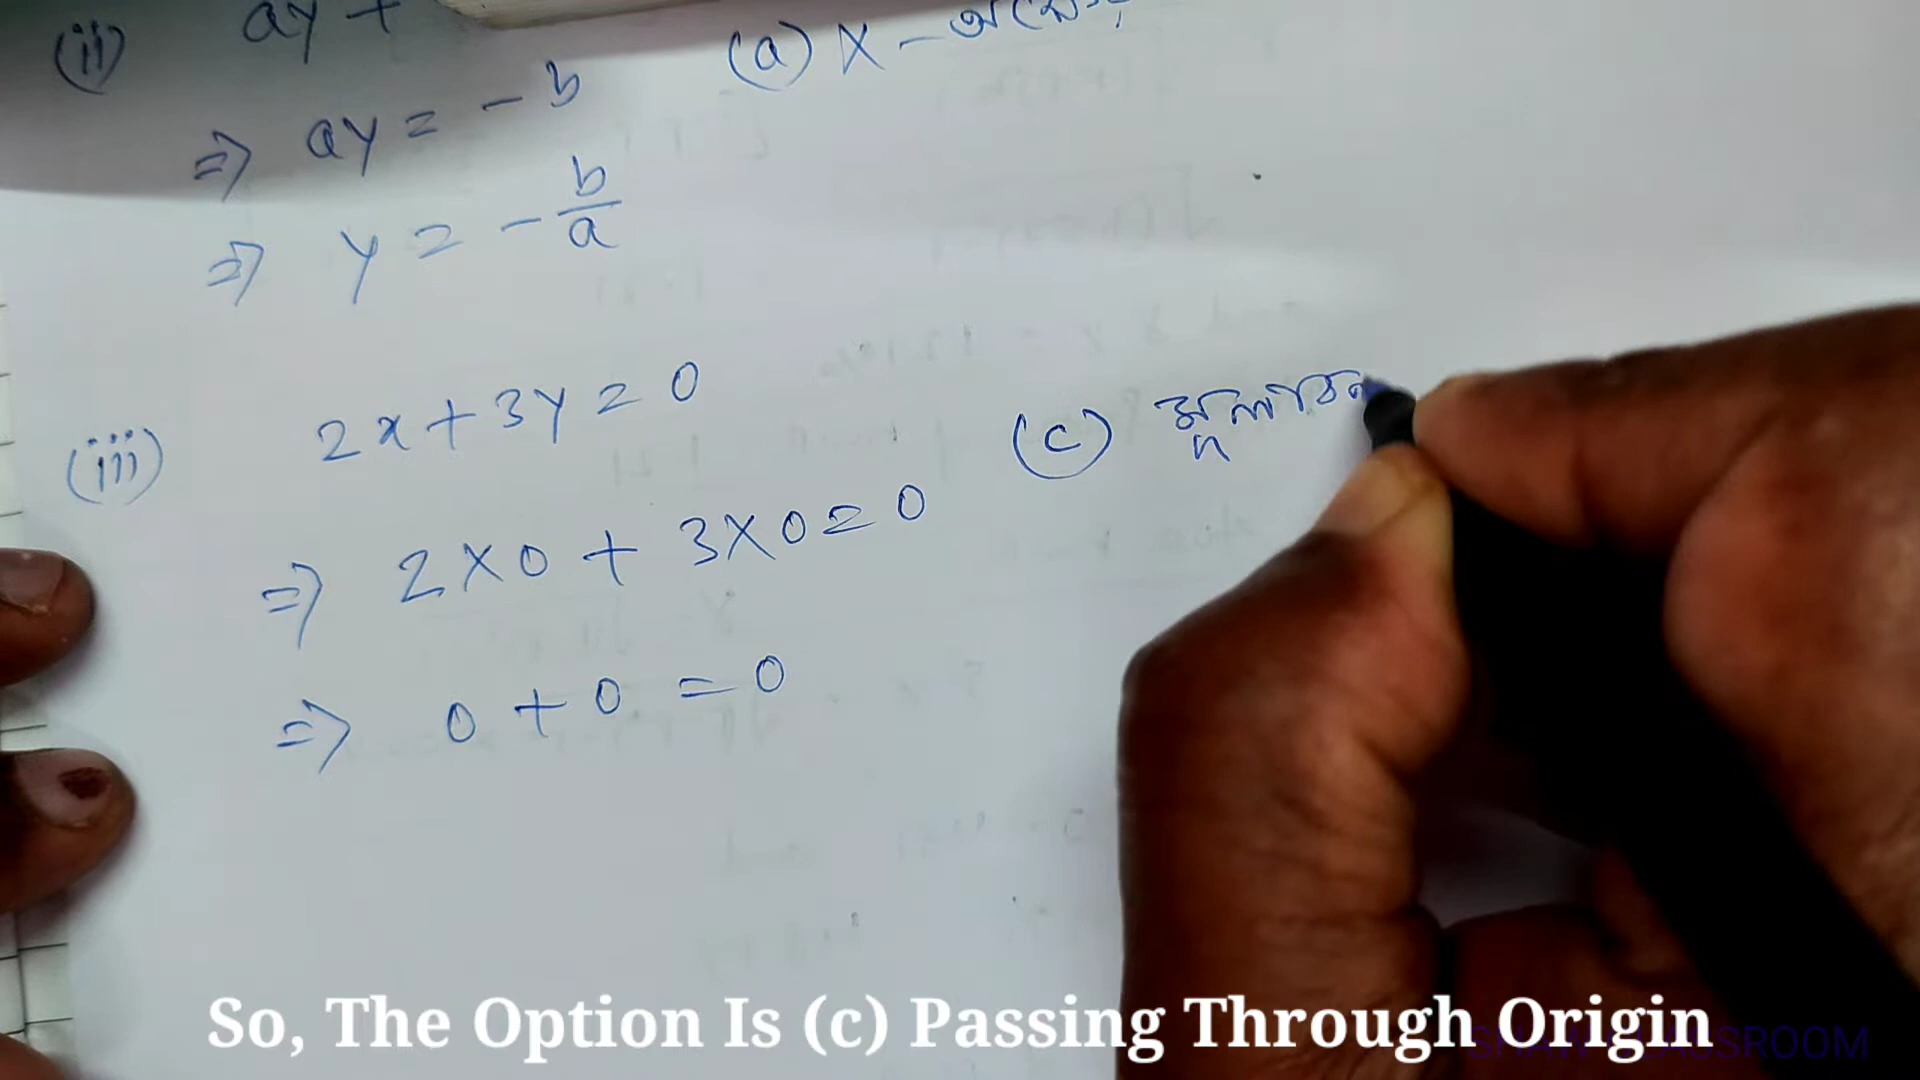 (ii) ay +
(a) x -
⇒ ay = - b
⇒ y = - b/a
(iii) 2x + 3y = 0
(c)
⇒ 2×0 + 3×0 = 0
⇒ 0 + 0 = 0
So, The Option Is (c) Passing Through Origin
CLASSROOM